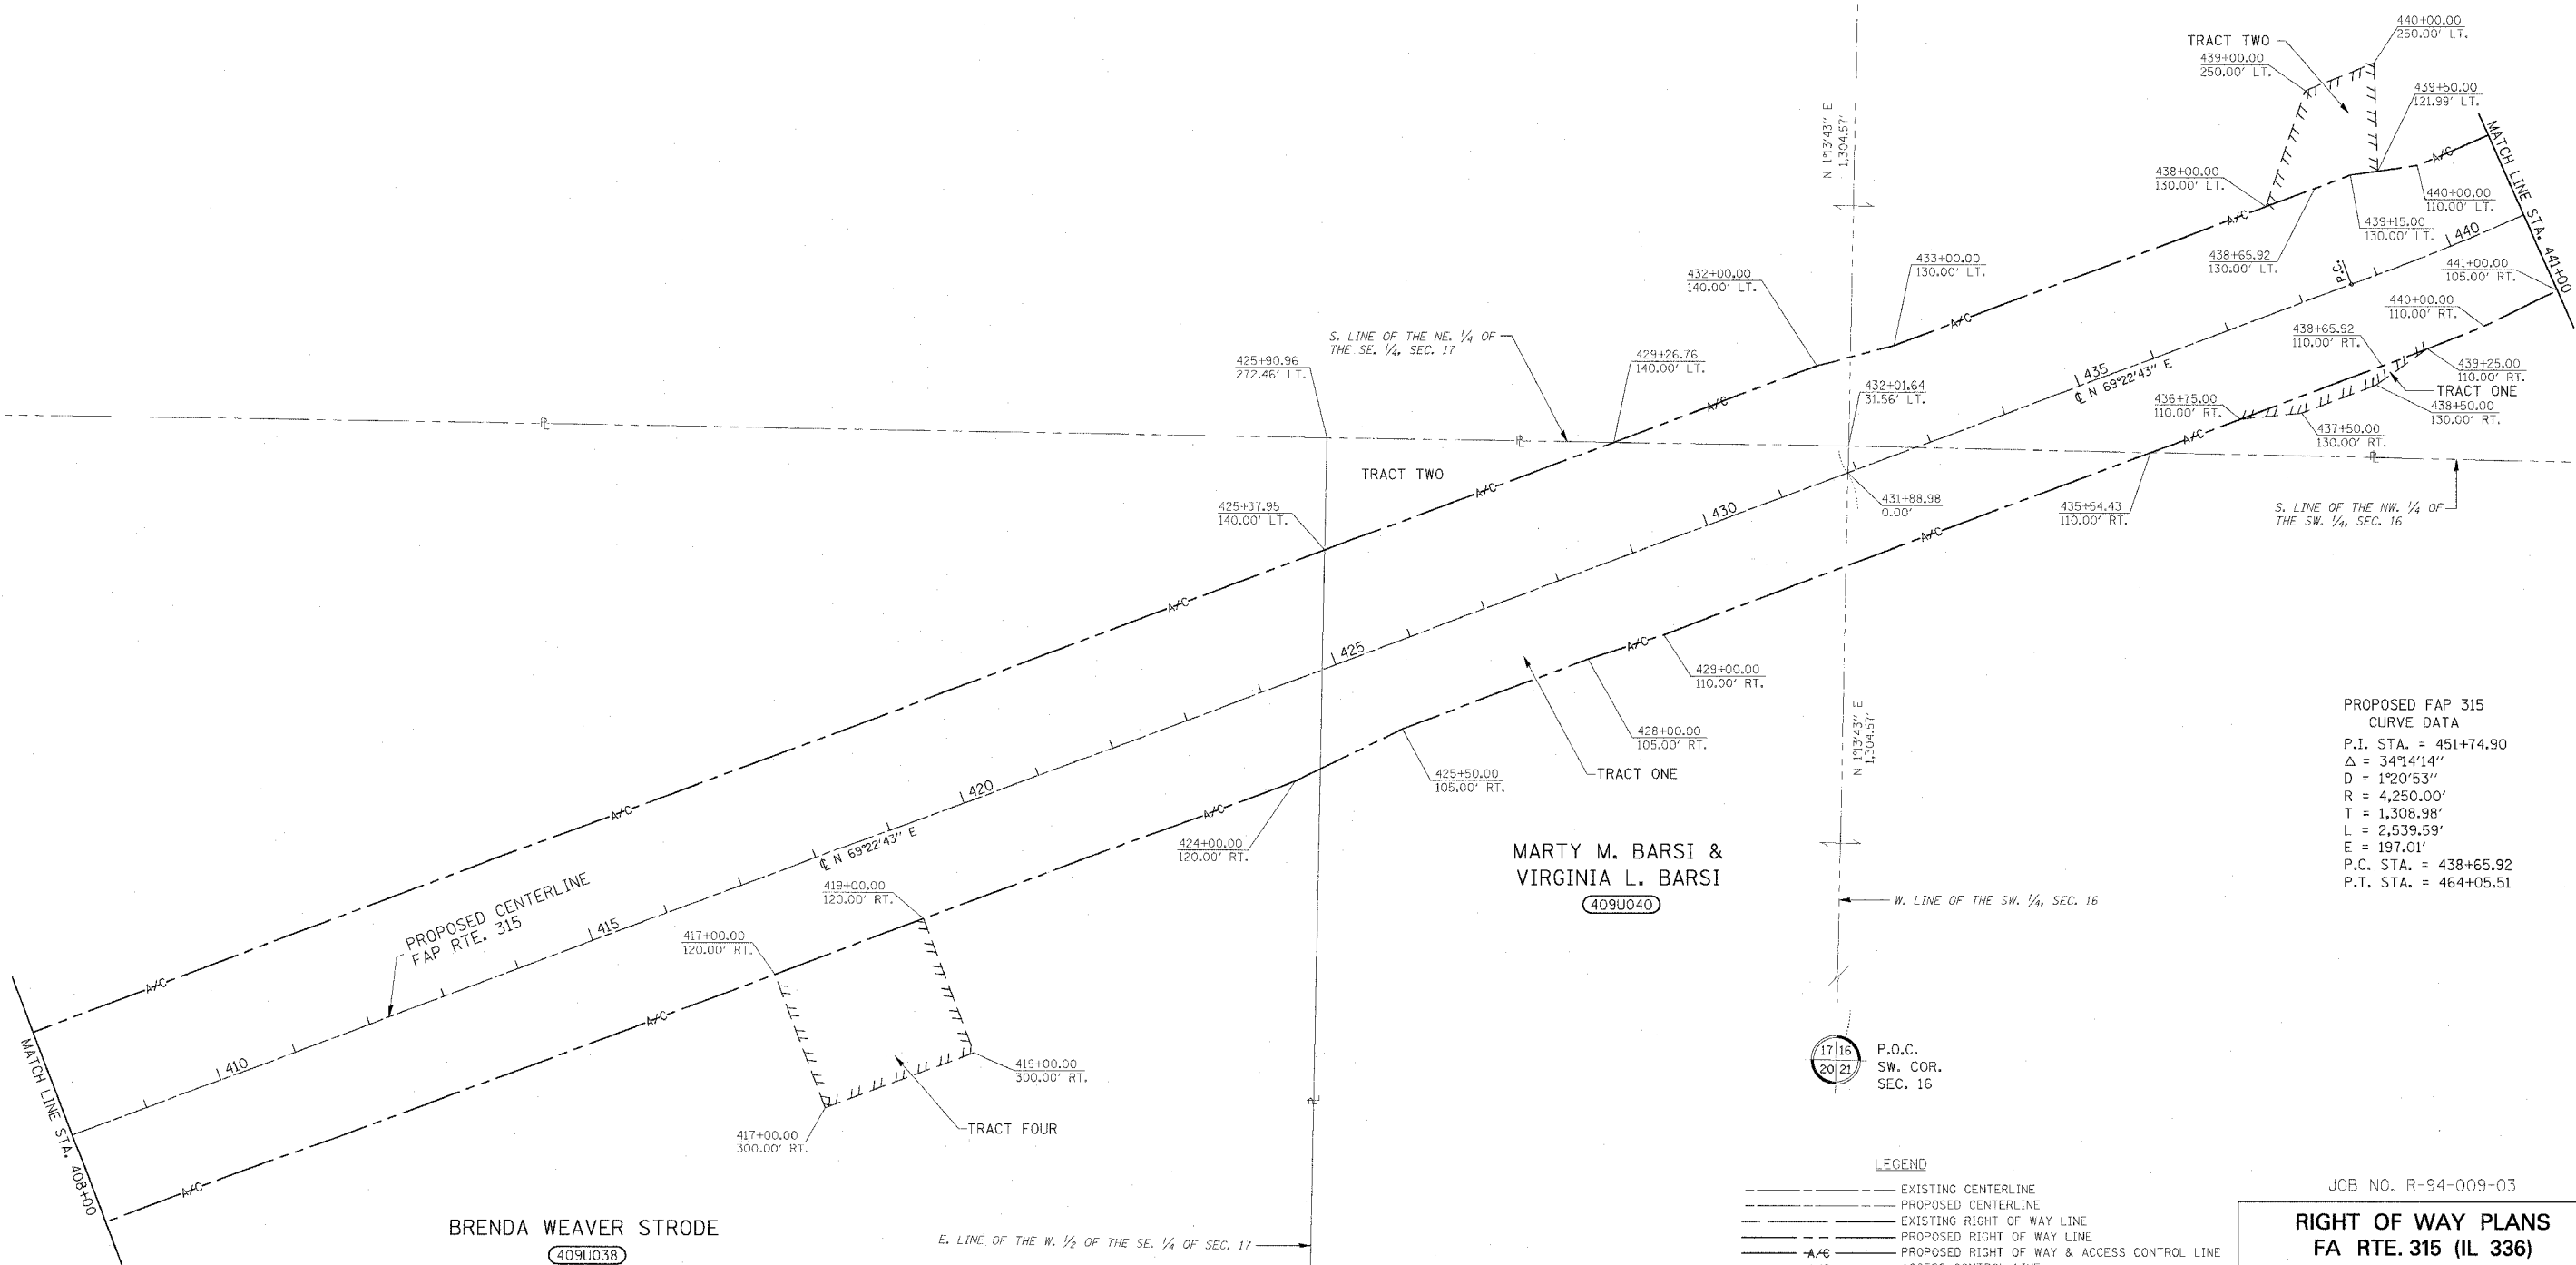 440+00.00
250.00' LT.
TRACT TWO
439+00.00
250.00' LT.
439+50.00
121.99' LT.
MATCH LINE STA. 441+00
N 1°13'43" E
1,304.57'
A/C
438+00.00
130.00' LT.
440+00.00
110.00' LT.
A/C
439+15.00
130.00' LT.
440
438+65.92
130.00' LT.
433+00.00
130.00' LT.
432+00.00
140.00' LT.
P.C.
441+00.00
105.00' RT.
440+00.00
110.00' RT.
A/C
438+65.92
110.00' RT.
S. LINE OF THE NE. 1/4 OF
THE SE. 1/4, SEC. 17
429+26.76
140.00' LT.
425+90.96
272.46' LT.
439+25.00
110.00' RT.
TRACT ONE
435
℄ N 69°22'43" E
432+01.64
31.56' LT.
436+75.00
110.00' RT.
438+50.00
130.00' RT.
A/C
437+50.00
130.00' RT.
A/C
PL
PL
PL
TRACT TWO
A/C
431+88.98
0.00'
430
425+37.95
140.00' LT.
435+54.43
110.00' RT.
S. LINE OF THE NW. 1/4 OF
THE SW. 1/4, SEC. 16
A/C
A/C
425
A/C
429+00.00
110.00' RT.
428+00.00
105.00' RT.
N 1°13'43" E
1,304.57'
TRACT ONE
425+50.00
105.00' RT.
PROPOSED FAP 315
CURVE DATA
P.I. STA. = 451+74.90
Δ = 34°14'14"
D = 1°20'53"
R = 4,250.00'
T = 1,308.98'
L = 2,539.59'
E = 197.01'
P.C. STA. = 438+65.92
P.T. STA. = 464+05.51
420
A/C
A/C
℄ N 69°22'43" E
424+00.00
120.00' RT.
MARTY M. BARSI &
VIRGINIA L. BARSI
409U040
419+00.00
120.00' RT.
PROPOSED CENTERLINE
FAP RTE. 315
415
W. LINE OF THE SW. 1/4, SEC. 16
417+00.00
120.00' RT.
A/C
A/C
17 16
20 21
P.O.C.
SW. COR.
SEC. 16
410
419+00.00
300.00' RT.
PL
MATCH LINE STA. 408+00
TRACT FOUR
417+00.00
300.00' RT.
A/C
BRENDA WEAVER STRODE
409U038
E. LINE OF THE W. 1/2 OF THE SE. 1/4 OF SEC. 17
LEGEND
EXISTING CENTERLINE
PROPOSED CENTERLINE
EXISTING RIGHT OF WAY LINE
PROPOSED RIGHT OF WAY LINE
A/C PROPOSED RIGHT OF WAY & ACCESS CONTROL LINE
JOB NO. R-94-009-03
RIGHT OF WAY PLANS
FA RTE. 315 (IL 336)